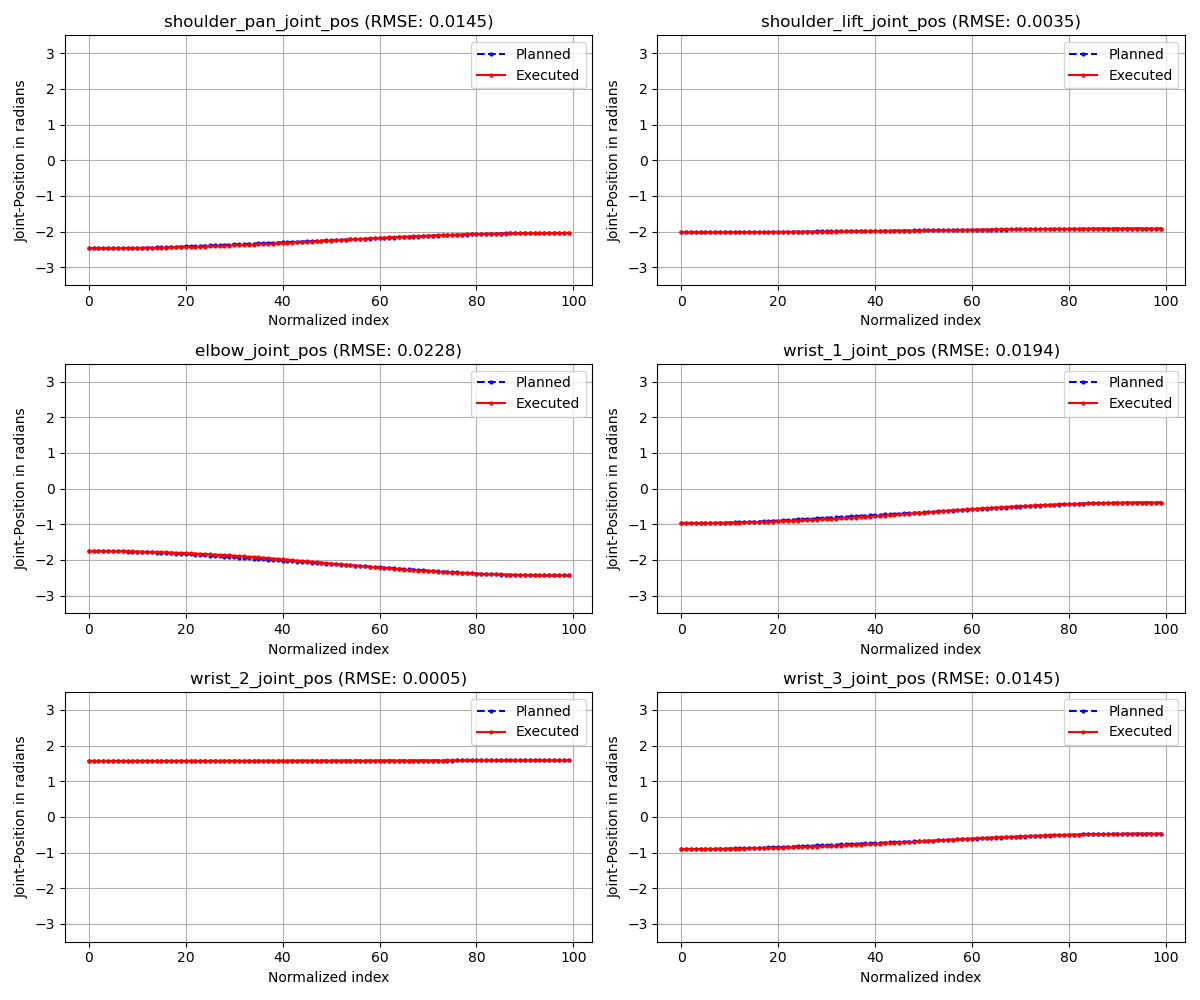 shoulder_pan_joint_pos (RMSE: 0.0145)
Joint-Position in radians
3
2
1
0
−1
−2
−3
Planned
Executed
0 20 40 60 80 100
Normalized index
shoulder_lift_joint_pos (RMSE: 0.0035)
Joint-Position in radians
3
2
1
0
−1
−2
−3
Planned
Executed
0 20 40 60 80 100
Normalized index
elbow_joint_pos (RMSE: 0.0228)
Joint-Position in radians
3
2
1
0
−1
−2
−3
Planned
Executed
0 20 40 60 80 100
Normalized index
wrist_1_joint_pos (RMSE: 0.0194)
Joint-Position in radians
3
2
1
0
−1
−2
−3
Planned
Executed
0 20 40 60 80 100
Normalized index
wrist_2_joint_pos (RMSE: 0.0005)
Joint-Position in radians
3
2
1
0
−1
−2
−3
Planned
Executed
0 20 40 60 80 100
Normalized index
wrist_3_joint_pos (RMSE: 0.0145)
Joint-Position in radians
3
2
1
0
−1
−2
−3
Planned
Executed
0 20 40 60 80 100
Normalized index